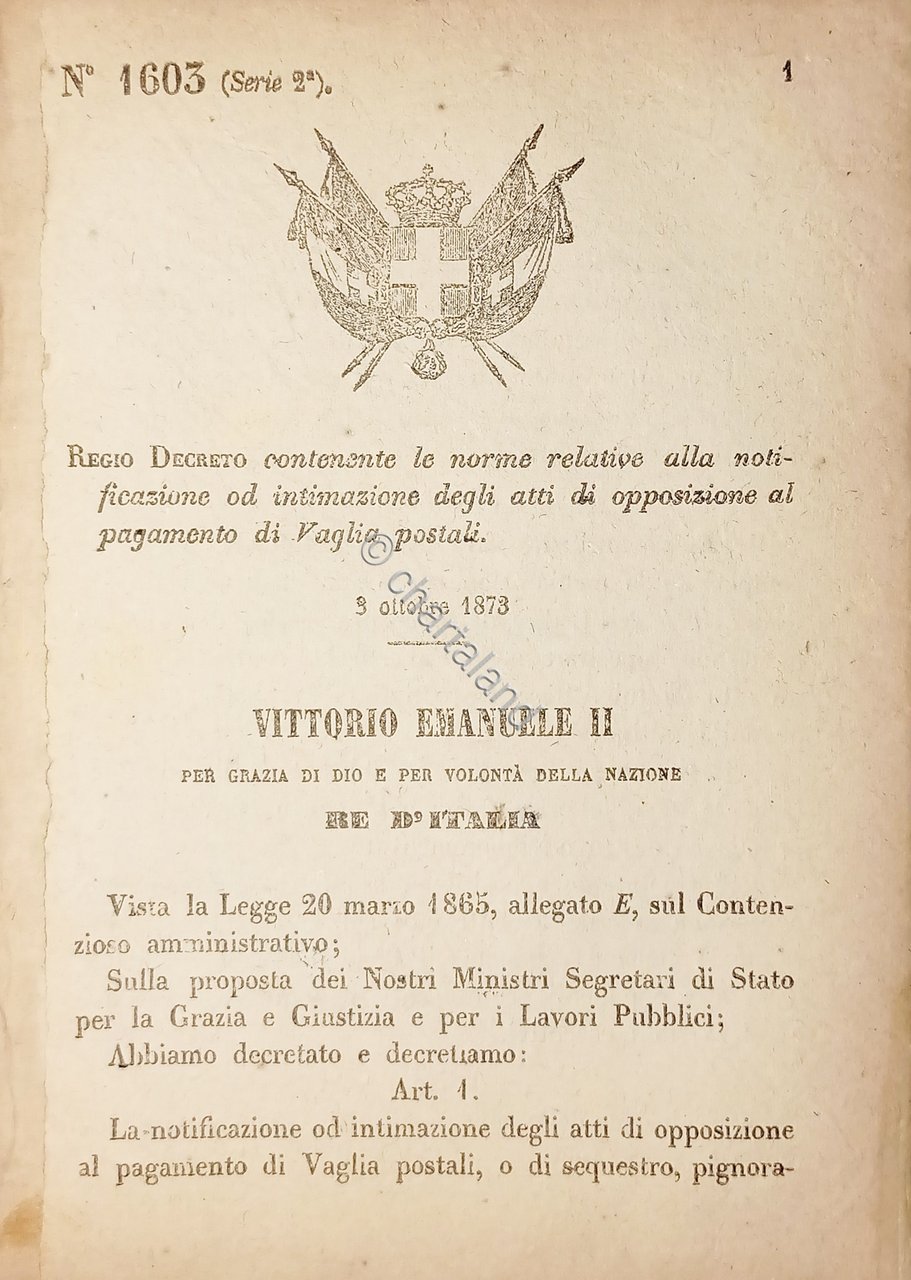 N° 1603 (Serie 2ª).
1
REGIO DECRETO contenente le norme relative alla noti-
ficazione od intimazione degli atti di opposizione al
pagamento di Vaglia postali.
3 ottobre 1873
VITTORIO EMANUELE II
PER GRAZIA DI DIO E PER VOLONTÀ DELLA NAZIONE
RE D'ITALIA
Vista la Legge 20 marzo 1865, allegato E, sul Conten-
zioso amministrativo;
Sulla proposta dei Nostri Ministri Segretari di Stato
per la Grazia e Giustizia e per i Lavori Pubblici;
Abbiamo decretato e decretiamo:
Art. 1.
La notificazione od intimazione degli atti di opposizione
al pagamento di Vaglia postali, o di sequestro, pignora-